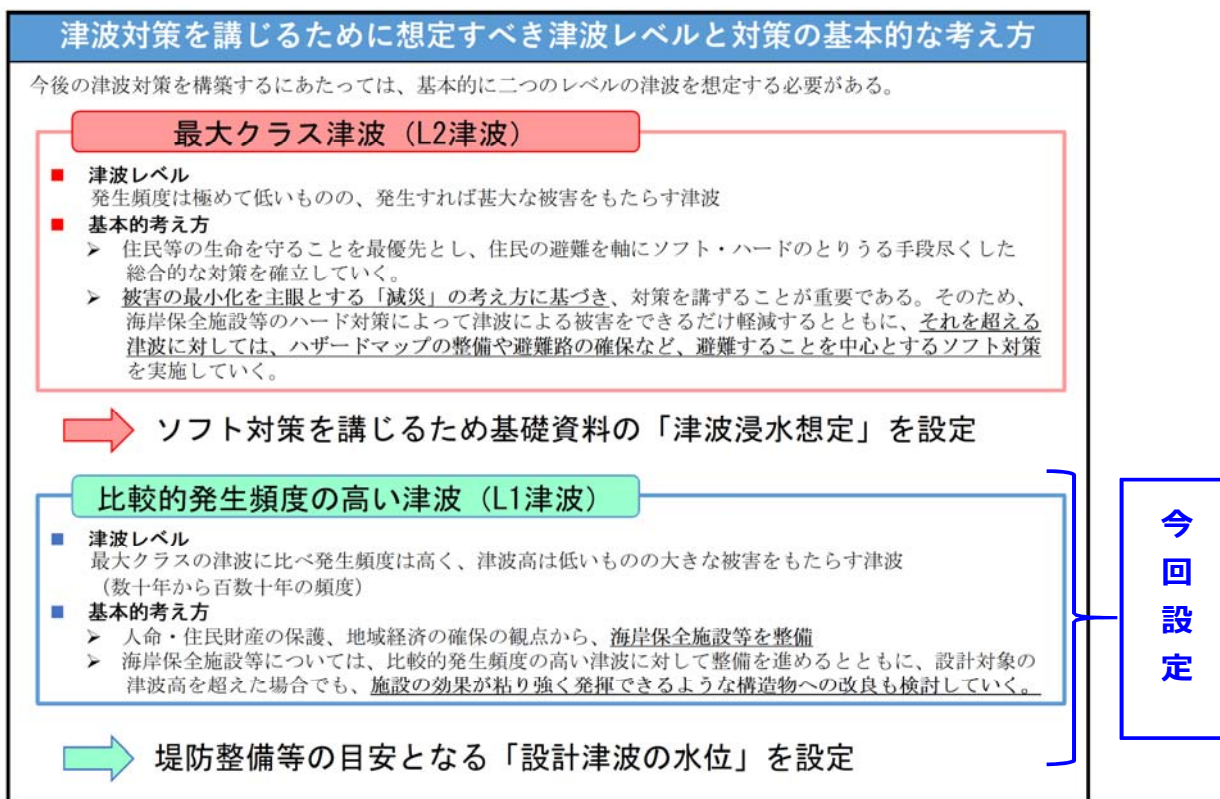 津波対策を講じるために想定すべき津波レベルと対策の基本的な考え方
今後の津波対策を構築するにあたっては、基本的に二つのレベルの津波を想定する必要がある。
最大クラス津波（L2津波）
■ 津波レベル
発生頻度は極めて低いものの、発生すれば甚大な被害をもたらす津波
■ 基本的考え方
➢ 住民等の生命を守ることを最優先とし、住民の避難を軸にソフト・ハードのとりうる手段尽くした
総合的な対策を確立していく。
➢ 被害の最小化を主眼とする「減災」の考え方に基づき、対策を講ずることが重要である。そのため、
海岸保全施設等のハード対策によって津波による被害をできるだけ軽減するとともに、それを超える
津波に対しては、ハザードマップの整備や避難路の確保など、避難することを中心とするソフト対策
を実施していく。
ソフト対策を講じるため基礎資料の「津波浸水想定」を設定
比較的発生頻度の高い津波（L1津波）
■ 津波レベル
最大クラスの津波に比べ発生頻度は高く、津波高は低いものの大きな被害をもたらす津波
（数十年から百数十年の頻度）
■ 基本的考え方
➢ 人命・住民財産の保護、地域経済の確保の観点から、海岸保全施設等を整備
➢ 海岸保全施設等については、比較的発生頻度の高い津波に対して整備を進めるとともに、設計対象の
津波高を超えた場合でも、施設の効果が粘り強く発揮できるような構造物への改良も検討していく。
堤防整備等の目安となる「設計津波の水位」を設定
今回設定